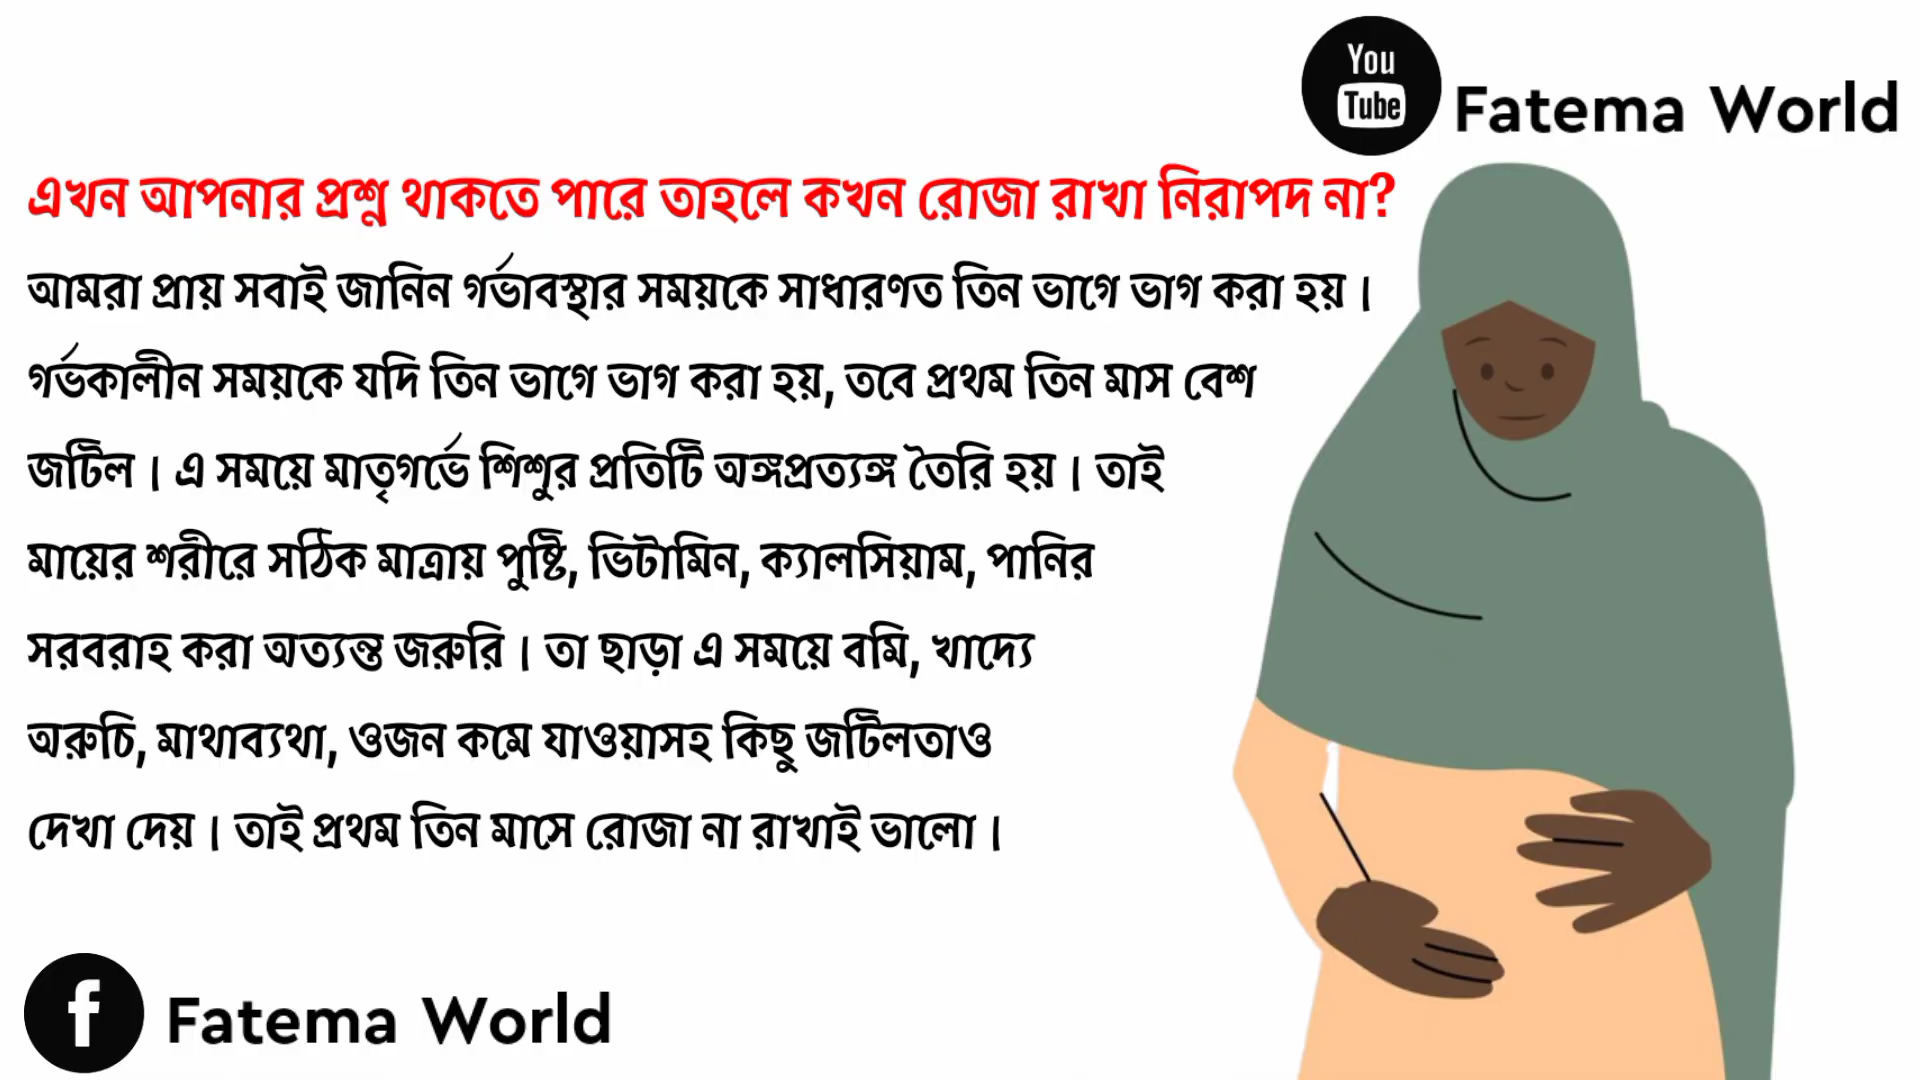 You
Tube
Fatema World
এখন আপনার প্রশ্ন থাকতে পারে তাহলে কখন রোজা রাখা নিরাপদ না?
আমরা প্রায় সবাই জানিন গর্ভাবস্থার সময়কে সাধারণত তিন ভাগে ভাগ করা হয়।
গর্ভকালীন সময়কে যদি তিন ভাগে ভাগ করা হয়, তবে প্রথম তিন মাস বেশ
জটিল। এ সময়ে মাতৃগর্ভে শিশুর প্রতিটি অঙ্গপ্রত্যঙ্গ তৈরি হয়। তাই
মায়ের শরীরে সঠিক মাত্রায় পুষ্টি, ভিটামিন, ক্যালসিয়াম, পানির
সরবরাহ করা অত্যন্ত জরুরি। তা ছাড়া এ সময়ে বমি, খাদ্যে
অরুচি, মাথাব্যথা, ওজন কমে যাওয়াসহ কিছু জটিলতাও
দেখা দেয়। তাই প্রথম তিন মাসে রোজা না রাখাই ভালো।
f Fatema World